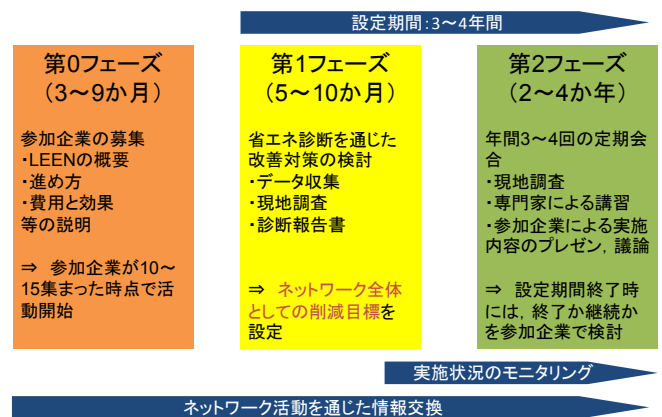 設定期間:3～4年間
第0フェーズ
（3～9か月）
参加企業の募集
・LEENの概要
・進め方
・費用と効果
等の説明
⇒ 参加企業が10～
15集まった時点で活
動開始
第1フェーズ
（5～10か月）
省エネ診断を通じた
改善対策の検討
・データ収集
・現地調査
・診断報告書
⇒ ネットワーク全体
としての削減目標を
設定
第2フェーズ
（2～4か年）
年間3～4回の定期会
合
・現地調査
・専門家による講習
・参加企業による実施
内容のプレゼン，議論
⇒ 設定期間終了時
には，終了か継続か
を参加企業で検討
実施状況のモニタリング
ネットワーク活動を通じた情報交換